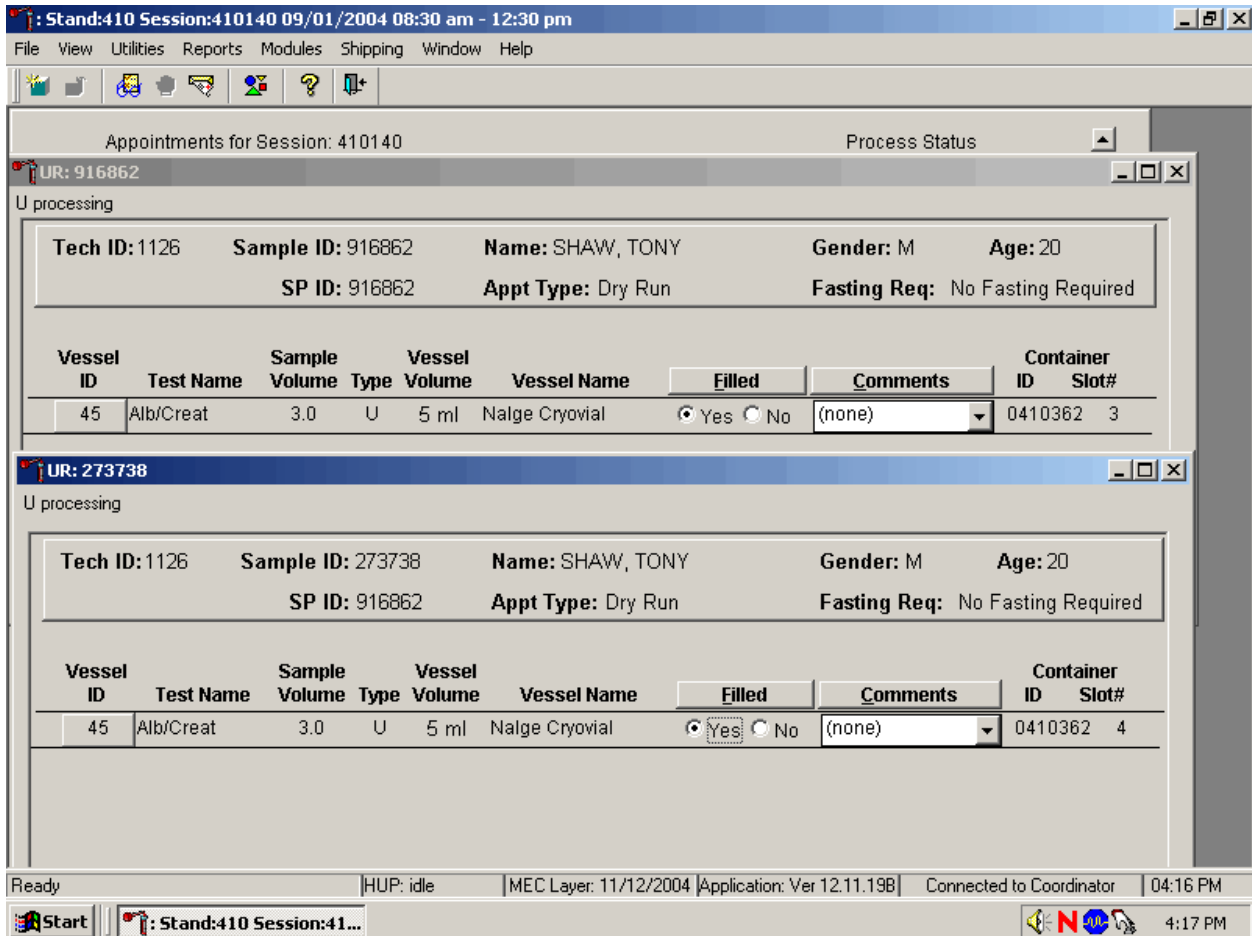 : Stand:410 Session:410140 09/01/2004 08:30 am - 12:30 pm
File View Utilities Reports Modules Shipping Window Help
Appointments for Session: 410140 Process Status
UR: 916862
U processing
Tech ID: 1126 Sample ID: 916862 Name: SHAW, TONY Gender: M Age: 20
SP ID: 916862 Appt Type: Dry Run Fasting Req: No Fasting Required
Vessel Sample Vessel Container
ID Test Name Volume Type Volume Vessel Name Filled Comments ID Slot#
45 Alb/Creat 3.0 U 5 ml Nalge Cryovial Yes No (none) 0410362 3
UR: 273738
U processing
Tech ID: 1126 Sample ID: 273738 Name: SHAW, TONY Gender: M Age: 20
SP ID: 916862 Appt Type: Dry Run Fasting Req: No Fasting Required
Vessel Sample Vessel Container
ID Test Name Volume Type Volume Vessel Name Filled Comments ID Slot#
45 Alb/Creat 3.0 U 5 ml Nalge Cryovial Yes No (none) 0410362 4
Ready HUP: idle MEC Layer: 11/12/2004 Application: Ver 12.11.19B Connected to Coordinator 04:16 PM
Start : Stand:410 Session:41... N 4:17 PM